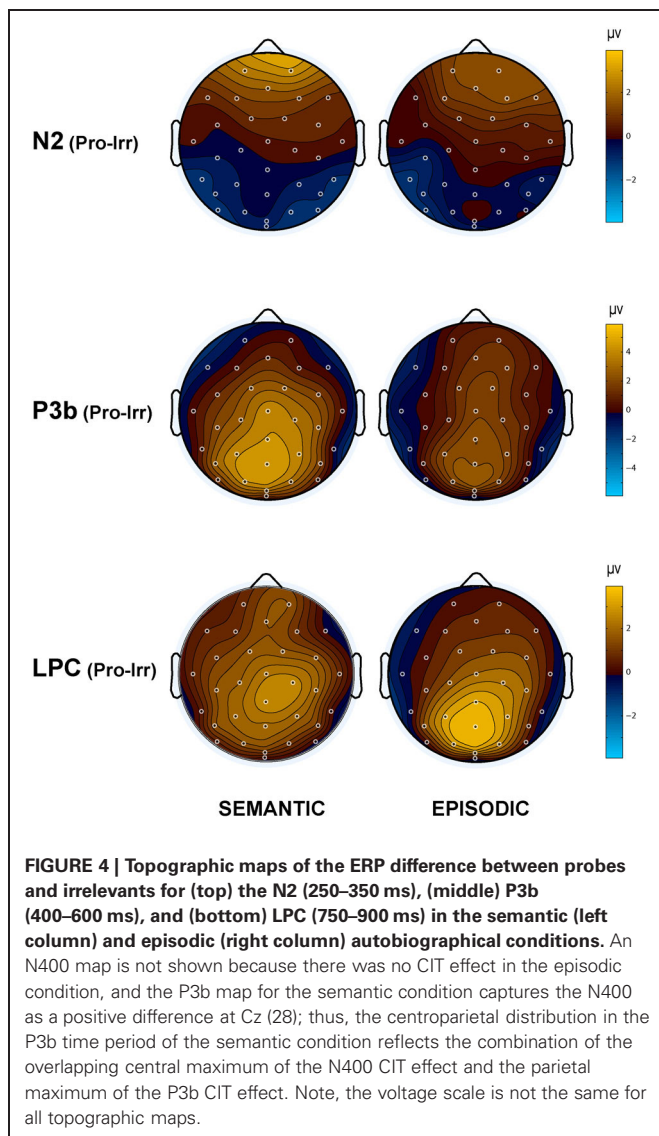 µv
N2 (Pro-Irr)
2
0
-2
µv
P3b (Pro-Irr)
4
2
0
-2
-4
µv
LPC (Pro-Irr)
2
0
-2
SEMANTIC EPISODIC
FIGURE 4 | Topographic maps of the ERP difference between probes
and irrelevants for (top) the N2 (250–350 ms), (middle) P3b
(400–600 ms), and (bottom) LPC (750–900 ms) in the semantic (left
column) and episodic (right column) autobiographical conditions. An
N400 map is not shown because there was no CIT effect in the episodic
condition, and the P3b map for the semantic condition captures the N400
as a positive difference at Cz (28); thus, the centroparietal distribution in the
P3b time period of the semantic condition reflects the combination of the
overlapping central maximum of the N400 CIT effect and the parietal
maximum of the P3b CIT effect. Note, the voltage scale is not the same for
all topographic maps.